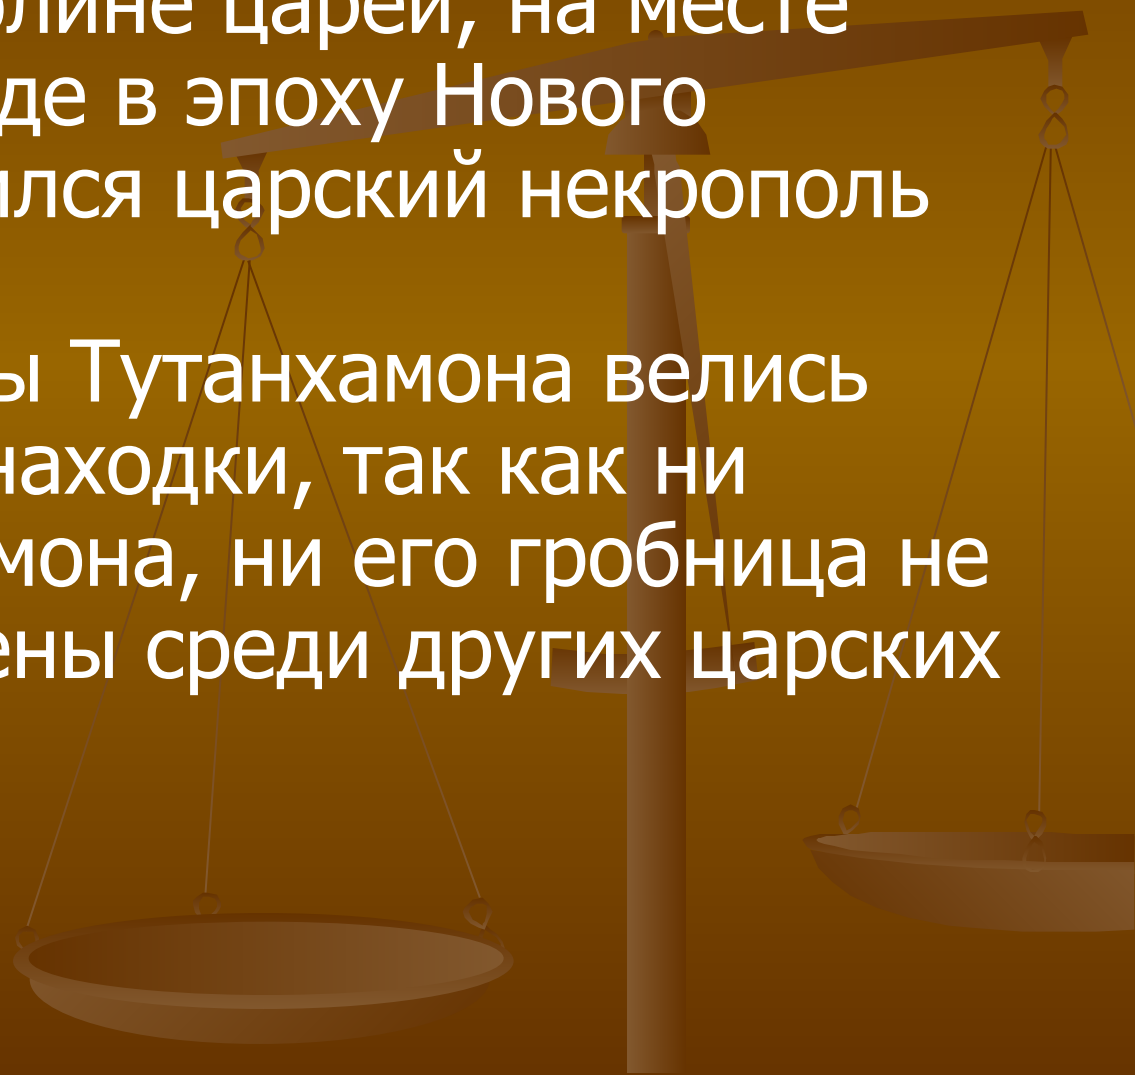 олине царей, на месте
де в эпоху Нового
ился царский некрополь
ы Тутанхамона велись
находки, так как ни
мона, ни его гробница не
ены среди других царских